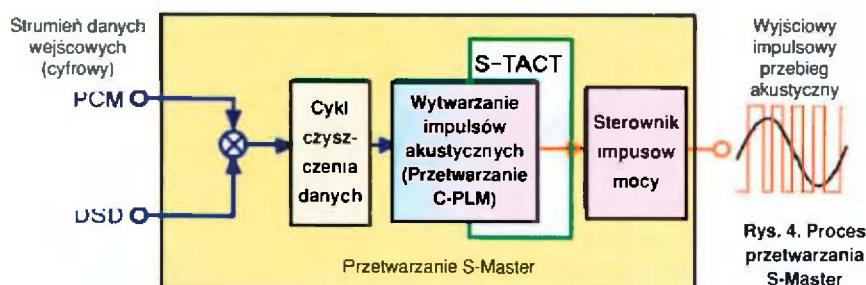 Strumień danych
wejścowych
(cyfrowy)
PCM
DSD
Cykl
czysz-
czenia
danych
S-TACT
Wytwarzanie
impulsów
akustycznych
(Przetwarzanie
C-PLM)
Sterownik
impusow
mocy
Przetwarzanie S-Master
Wyjściowy
impulsowy
przebieg
akustyczny
Rys. 4. Proces
przetwarzania
S-Master